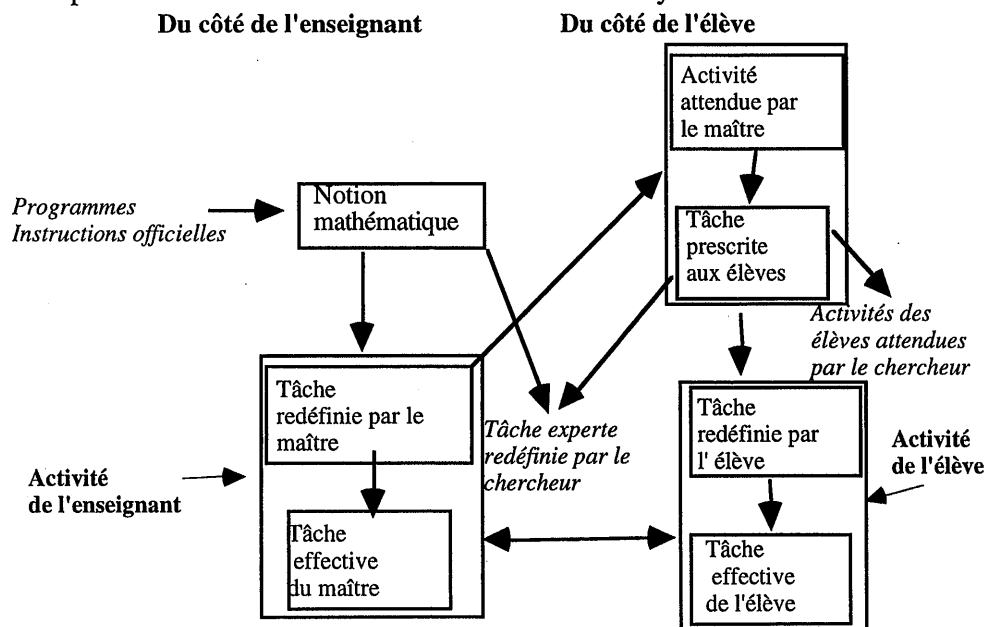 Du côté de l'enseignant
Du côté de l'élève
Activité
attendue par
le maître
Programmes
Instructions officielles
Notion
mathématique
Tâche
prescrite
aux élèves
Activités des
élèves attendues
par le chercheur
Tâche
redéfinie par le
maître
Tâche experte
redéfinie par le
chercheur
Tâche
redéfinie par
l' élève
Activité
de l'élève
Activité
de l'enseignant
Tâche
effective
du maître
Tâche
effective
de l'élève